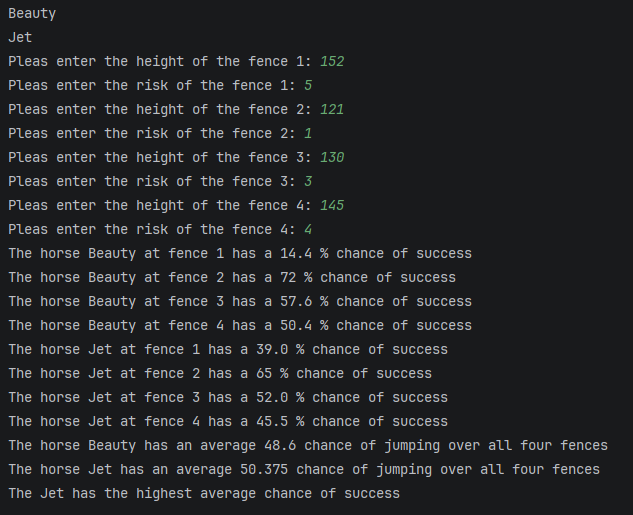 Beauty
Jet
Pleas enter the height of the fence 1: 152
Pleas enter the risk of the fence 1: 5
Pleas enter the height of the fence 2: 121
Pleas enter the risk of the fence 2: 1
Pleas enter the height of the fence 3: 130
Pleas enter the risk of the fence 3: 3
Pleas enter the height of the fence 4: 145
Pleas enter the risk of the fence 4: 4
The horse Beauty at fence 1 has a 14.4 % chance of success
The horse Beauty at fence 2 has a 72 % chance of success
The horse Beauty at fence 3 has a 57.6 % chance of success
The horse Beauty at fence 4 has a 50.4 % chance of success
The horse Jet at fence 1 has a 39.0 % chance of success
The horse Jet at fence 2 has a 65 % chance of success
The horse Jet at fence 3 has a 52.0 % chance of success
The horse Jet at fence 4 has a 45.5 % chance of success
The horse Beauty has an average 48.6 chance of jumping over all four fences
The horse Jet has an average 50.375 chance of jumping over all four fences
The Jet has the highest average chance of success